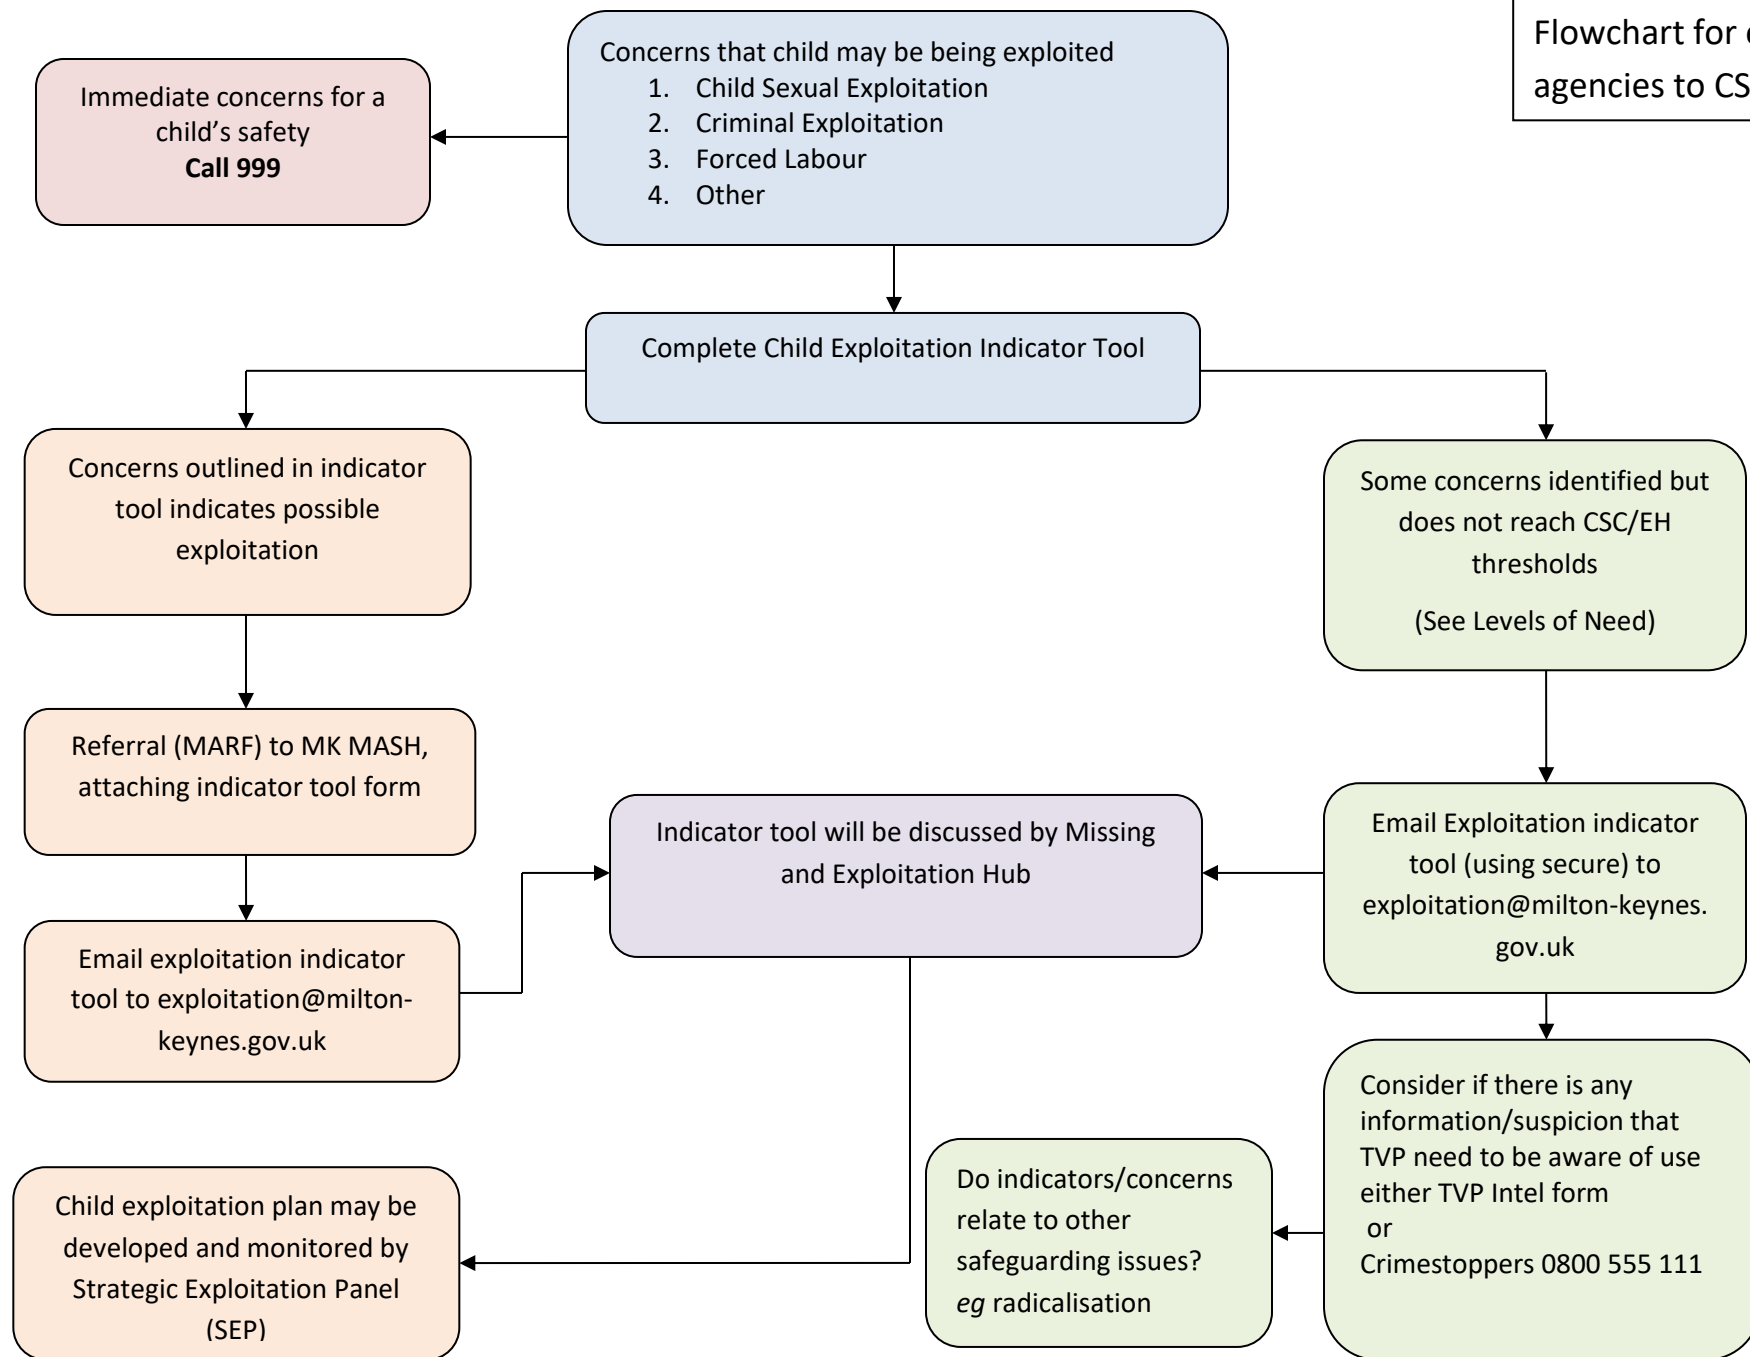 Flowchart for
agencies to CS
Concerns that child may be being exploited
1. Child Sexual Exploitation
2. Criminal Exploitation
3. Forced Labour
4. Other
Immediate concerns for a
child’s safety
Call 999
Complete Child Exploitation Indicator Tool
Concerns outlined in indicator
tool indicates possible
exploitation
Some concerns identified but
does not reach CSC/EH
thresholds
(See Levels of Need)
Referral (MARF) to MK MASH,
attaching indicator tool form
Indicator tool will be discussed by Missing
and Exploitation Hub
Email Exploitation indicator
tool (using secure) to
exploitation@milton-keynes.
gov.uk
Email exploitation indicator
tool to exploitation@milton-
keynes.gov.uk
Consider if there is any
information/suspicion that
TVP need to be aware of use
either TVP Intel form
or
Crimestoppers 0800 555 111
Do indicators/concerns
relate to other
safeguarding issues?
eg radicalisation
Child exploitation plan may be
developed and monitored by
Strategic Exploitation Panel
(SEP)